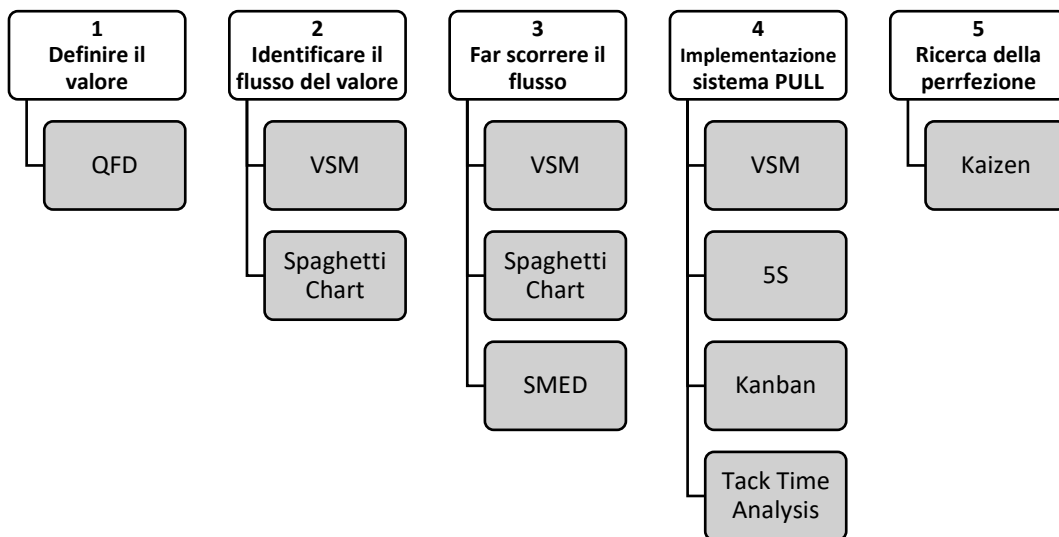 1
Definire il
valore
QFD
2
Identificare il
flusso del valore
VSM
Spaghetti
Chart
3
Far scorrere il
flusso
VSM
Spaghetti
Chart
SMED
4
Implementazione
sistema PULL
VSM
5S
Kanban
Tack Time
Analysis
5
Ricerca della
perrfezione
Kaizen